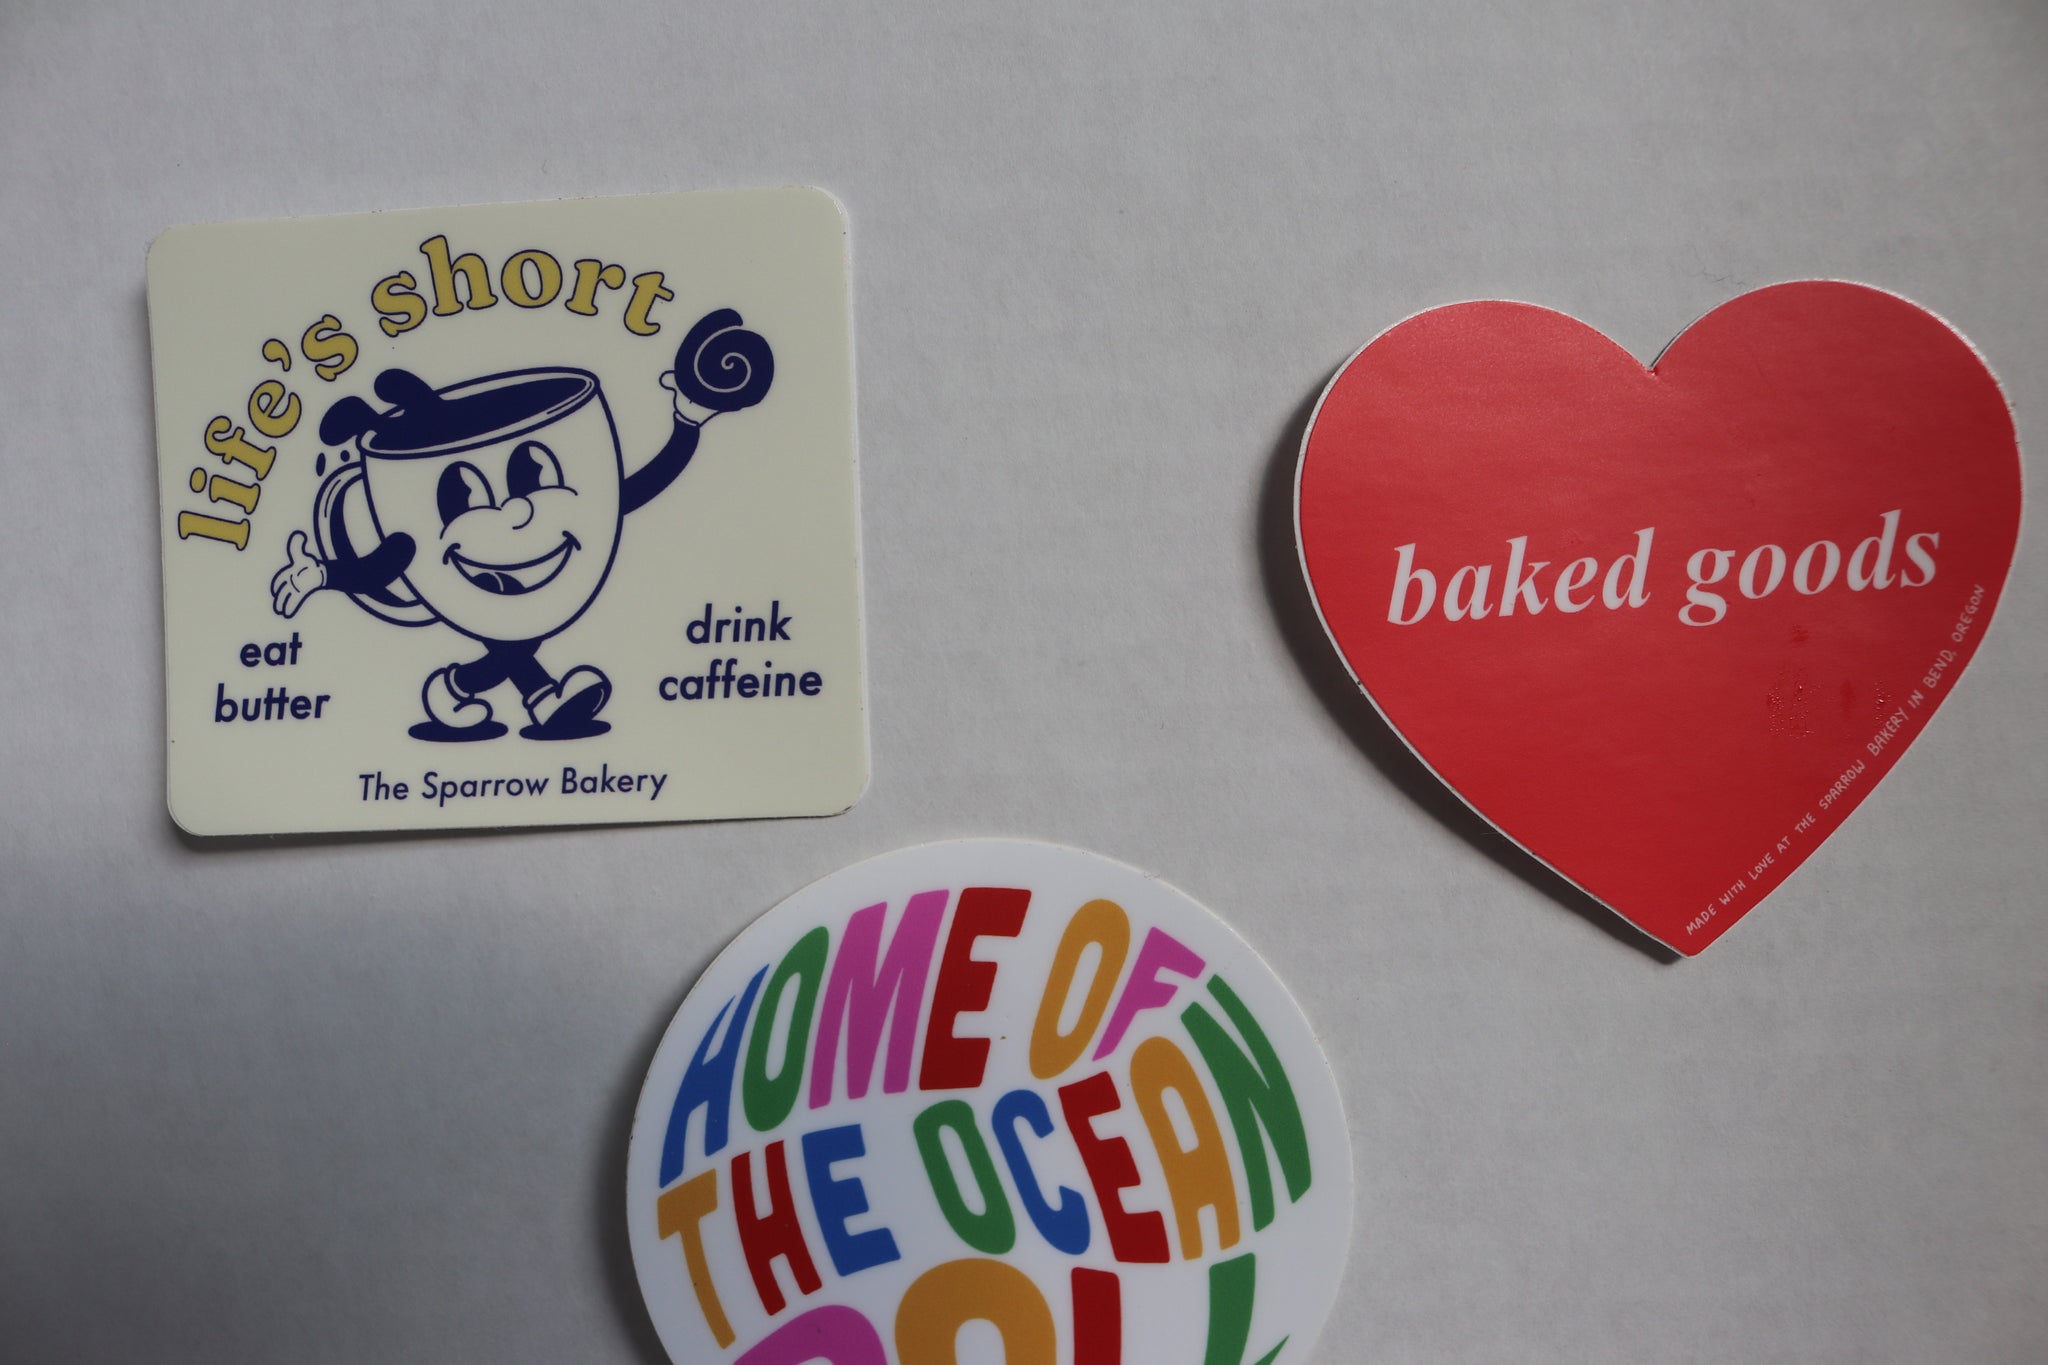 life's short
eat
butter
drink
caffeine
The Sparrow Bakery
baked goods
MADE WITH LOVE AT THE SPARROW BAKERY IN BEND, OREGON
HOME OF
THE OCEAN
ROLL